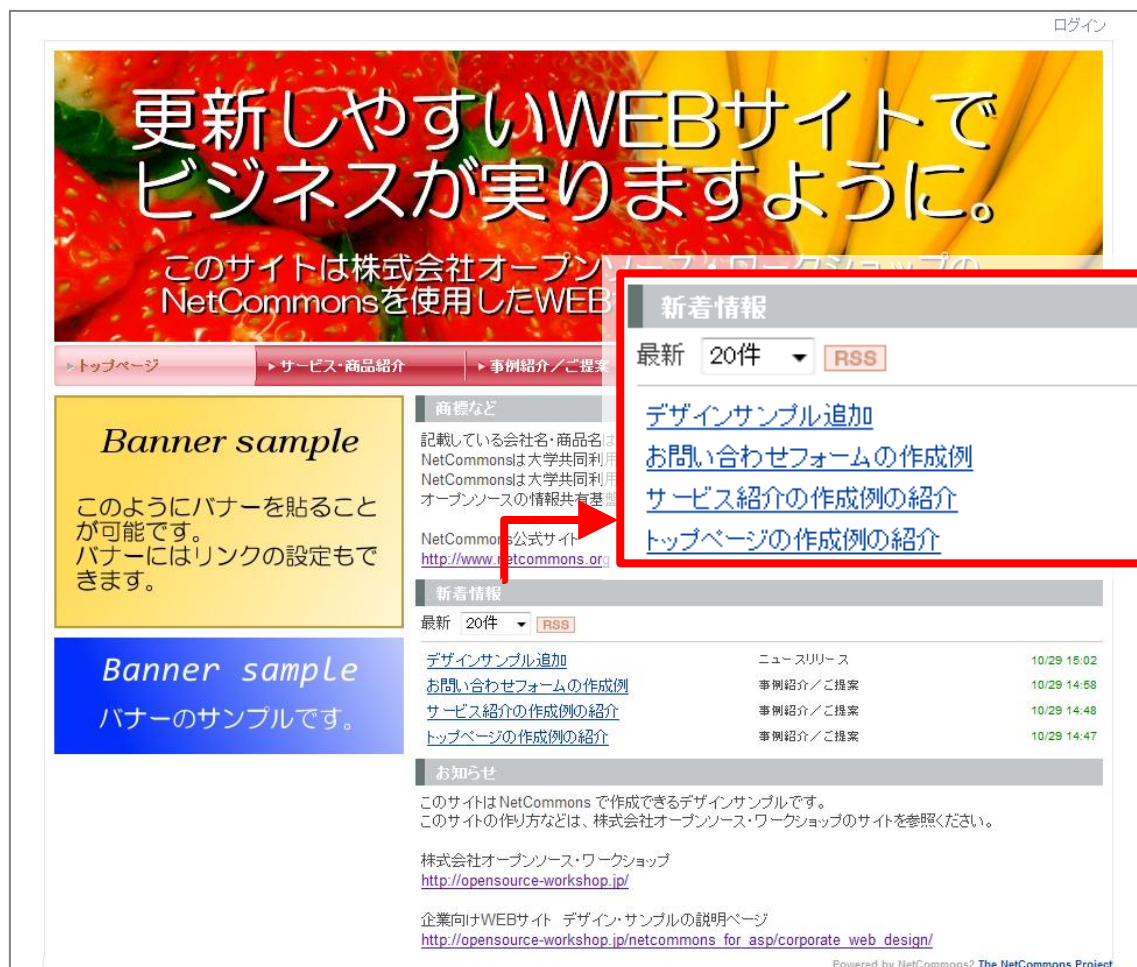 ログイン
更新しやすいWEBサイトで
ビジネスが実りますように。
このサイトは株式会社オープンソース・ワークショップの
NetCommonsを使用したWEB
トップページ
サービス・商品紹介
事例紹介／ご提案
新着情報
最新 20件 RSS
デザインサンプル追加
お問い合わせフォームの作成例
サービス紹介の作成例の紹介
トップページの作成例の紹介
Banner sample
このようにバナーを貼ること
が可能です。
バナーにはリンクの設定もで
きます。
Banner sample
バナーのサンプルです。
商標など
記載している会社名・商品名は
NetCommonsは大学共同利用
NetCommonsは大学共同利用
オープンソースの情報共有基盤
NetCommons公式サイト
http://www.netcommons.org
新着情報
最新 20件 RSS
デザインサンプル追加 ニュースリリース 10/29 15:02
お問い合わせフォームの作成例 事例紹介／ご提案 10/29 14:58
サービス紹介の作成例の紹介 事例紹介／ご提案 10/29 14:48
トップページの作成例の紹介 事例紹介／ご提案 10/29 14:47
お知らせ
このサイトは NetCommons で作成できるデザインサンプルです。
このサイトの作り方などは、株式会社オープンソース・ワークショップのサイトを参照ください。
株式会社オープンソース・ワークショップ
http://opensource-workshop.jp/
企業向けWEBサイト デザイン・サンプルの説明ページ
http://opensource-workshop.jp/netcommons_for_asp/corporate_web_design/
Powered by NetCommons2 The NetCommons Project